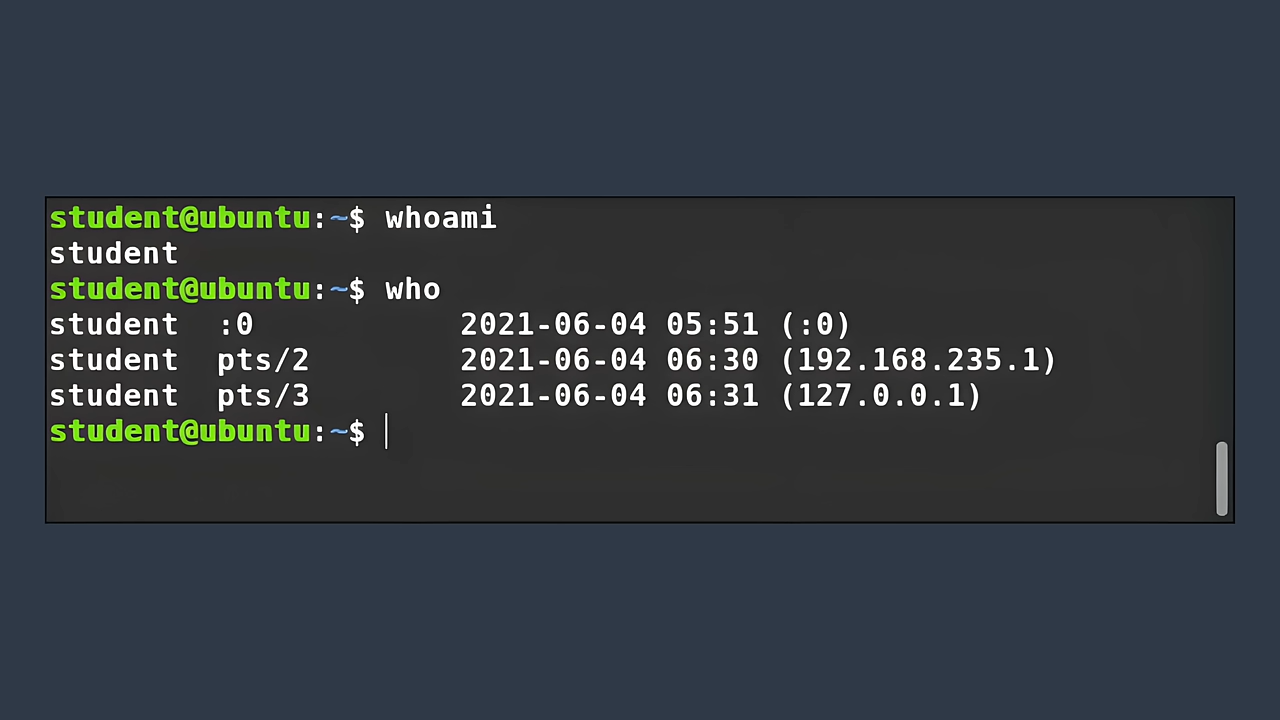 student@ubuntu:~$ whoami
student
student@ubuntu:~$ who
student  :0           2021-06-04 05:51 (:0)
student  pts/2        2021-06-04 06:30 (192.168.235.1)
student  pts/3        2021-06-04 06:31 (127.0.0.1)
student@ubuntu:~$